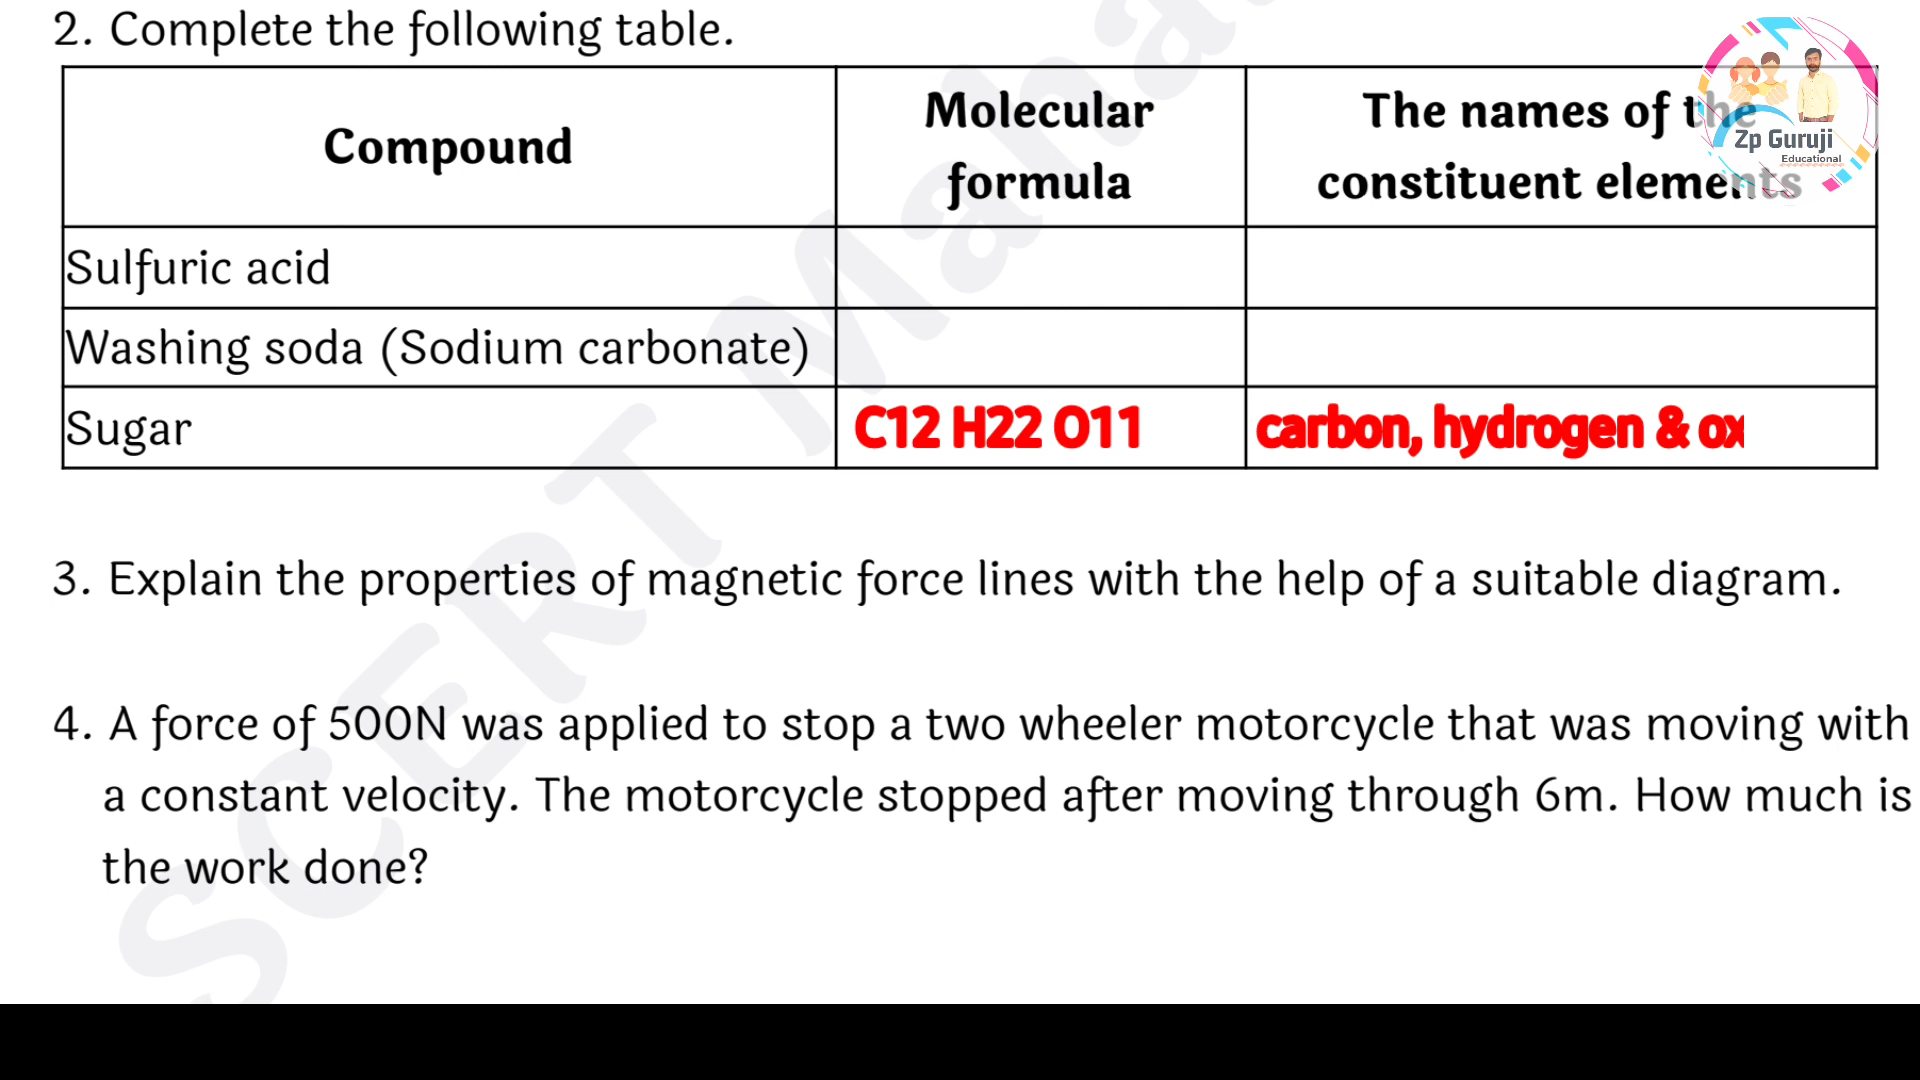 2. Complete the following table.
Compound
Molecular
formula
The names of the
constituent elements
Zp Guruji
Educational
Sulfuric acid
Washing soda (Sodium carbonate)
Sugar
C12 H22 O11
carbon, hydrogen & ox
3. Explain the properties of magnetic force lines with the help of a suitable diagram.
4. A force of 500N was applied to stop a two wheeler motorcycle that was moving with
a constant velocity. The motorcycle stopped after moving through 6m. How much is
the work done?
SCERT Maha